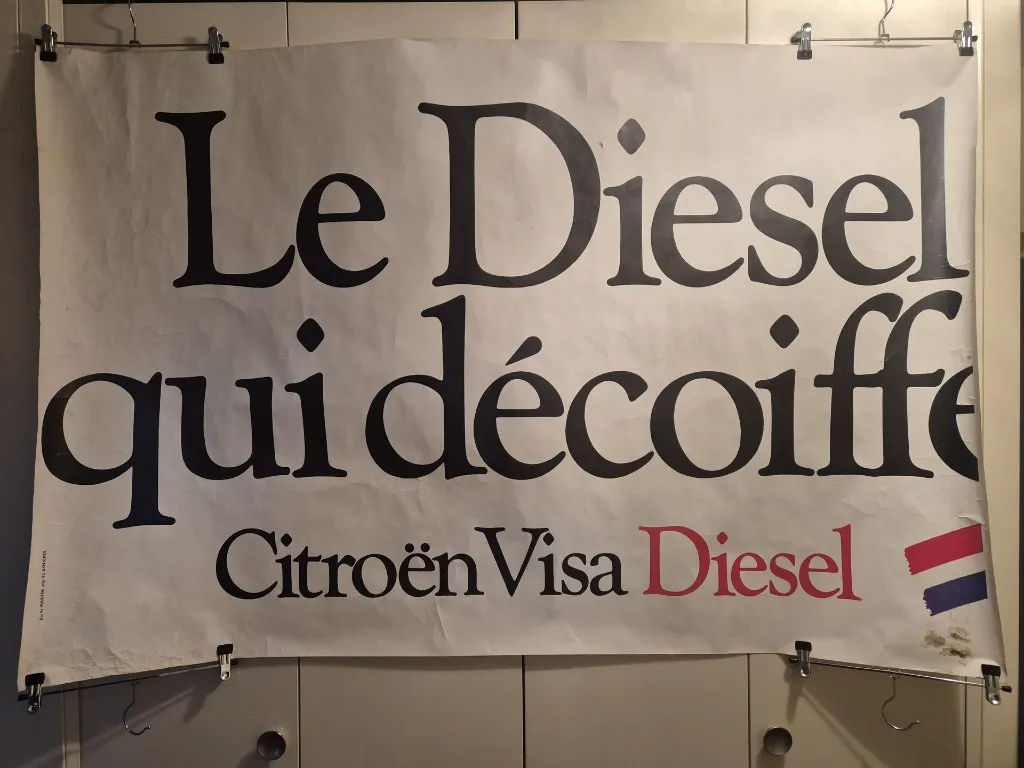 Le Diesel
qui décoiffe
Citroën Visa Diesel